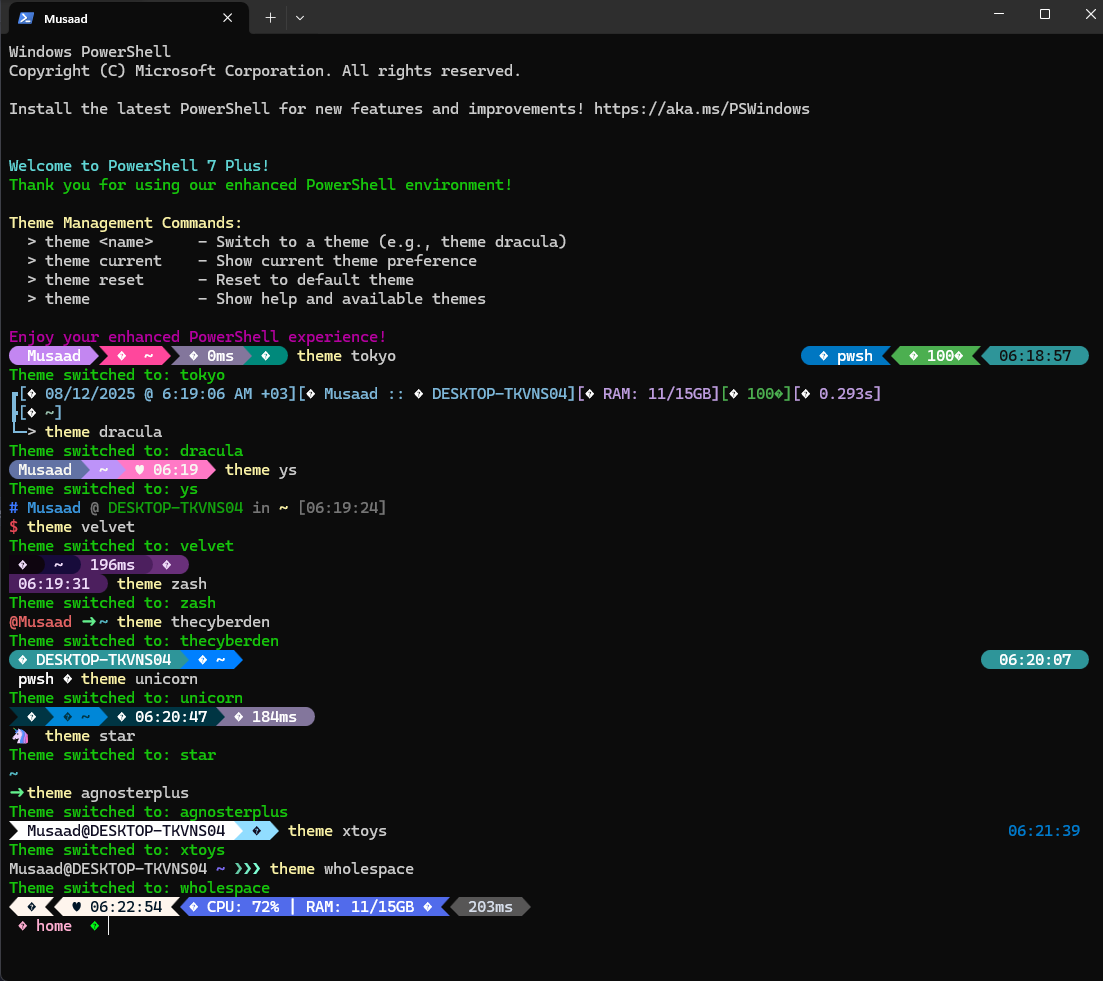 Musaad
Windows PowerShell
Copyright (C) Microsoft Corporation. All rights reserved.
Install the latest PowerShell for new features and improvements! https://aka.ms/PSWindows
Welcome to PowerShell 7 Plus!
Thank you for using our enhanced PowerShell environment!
Theme Management Commands:
> theme <name>     - Switch to a theme (e.g., theme dracula)
> theme current    - Show current theme preference
> theme reset      - Reset to default theme
> theme            - Show help and available themes
Enjoy your enhanced PowerShell experience!
Musaad � ~ � 0ms � theme tokyo � pwsh � 100� 06:18:57
Theme switched to: tokyo
┏[� 08/12/2025 @ 6:19:06 AM +03][� Musaad :: � DESKTOP-TKVNS04][� RAM: 11/15GB][� 100�][� 0.293s]
┖[� ~]
└─> theme dracula
Theme switched to: dracula
Musaad ~ ♥ 06:19 theme ys
Theme switched to: ys
# Musaad @ DESKTOP-TKVNS04 in ~ [06:19:24]
$ theme velvet
Theme switched to: velvet
� ~ 196ms �
06:19:31 theme zash
Theme switched to: zash
@Musaad ➜~ theme thecyberden
Theme switched to: thecyberden
� DESKTOP-TKVNS04 � ~ 06:20:07
pwsh � theme unicorn
Theme switched to: unicorn
� � ~ � 06:20:47 � 184ms
🦄 theme star
Theme switched to: star
~
➜theme agnosterplus
Theme switched to: agnosterplus
Musaad@DESKTOP-TKVNS04 � theme xtoys 06:21:39
Theme switched to: xtoys
Musaad@DESKTOP-TKVNS04 ~ ❯❯❯ theme wholespace
Theme switched to: wholespace
� ♥ 06:22:54 � CPU: 72% | RAM: 11/15GB � 203ms
� home �